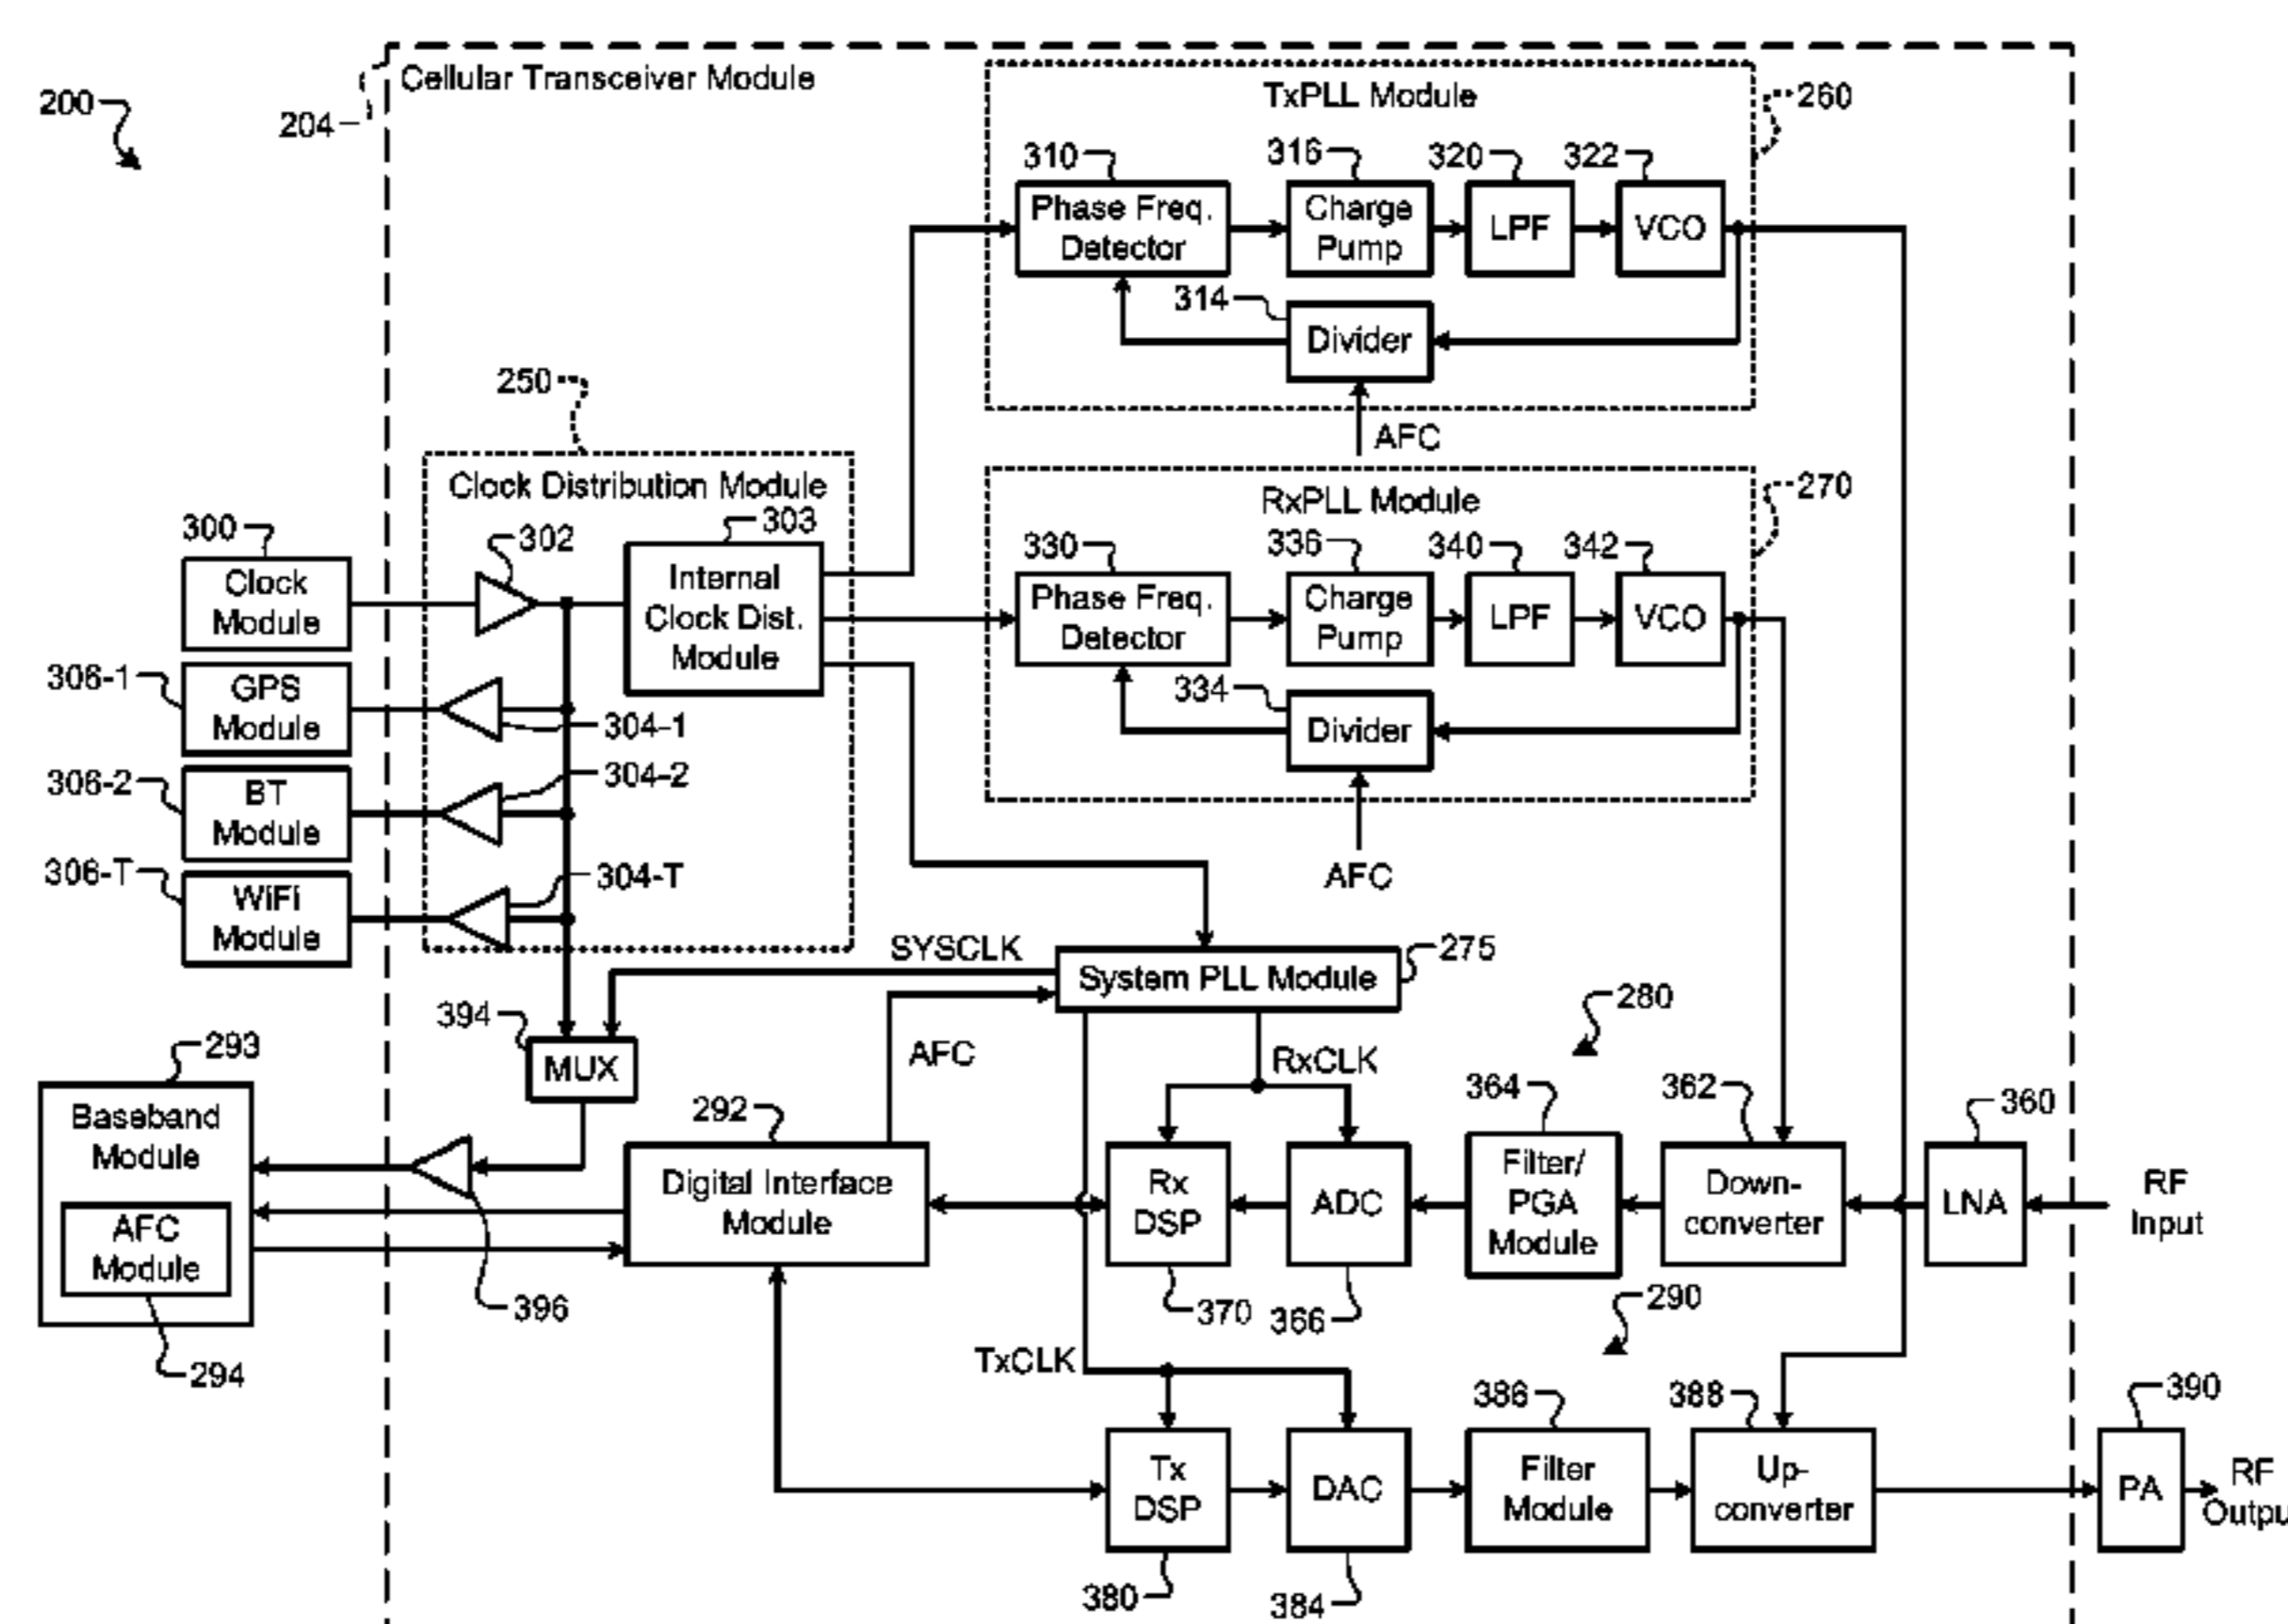 200
204
Cellular Transceiver Module
TxPLL Module
260
310
316
320
322
Phase Freq.
Detector
Charge
Pump
LPF
VCO
314
Divider
AFC
250
Clock Distribution Module
RxPLL Module
270
300
302
303
330
336
340
342
Clock
Module
Internal
Clock Dist.
Module
Phase Freq.
Detector
Charge
Pump
LPF
VCO
306-1
GPS
Module
304-1
334
Divider
306-2
BT
Module
304-2
AFC
306-T
WiFi
Module
304-T
SYSCLK
System PLL Module
275
280
394
MUX
AFC
RxCLK
293
Baseband
Module
292
Digital Interface
Module
364
362
360
Rx
DSP
ADC
Filter/
PGA
Module
Down-
converter
LNA
RF
Input
AFC
Module
294
396
370
366
290
TxCLK
386
388
390
Tx
DSP
DAC
Filter
Module
Up-
converter
PA
RF
Outpu
380
384